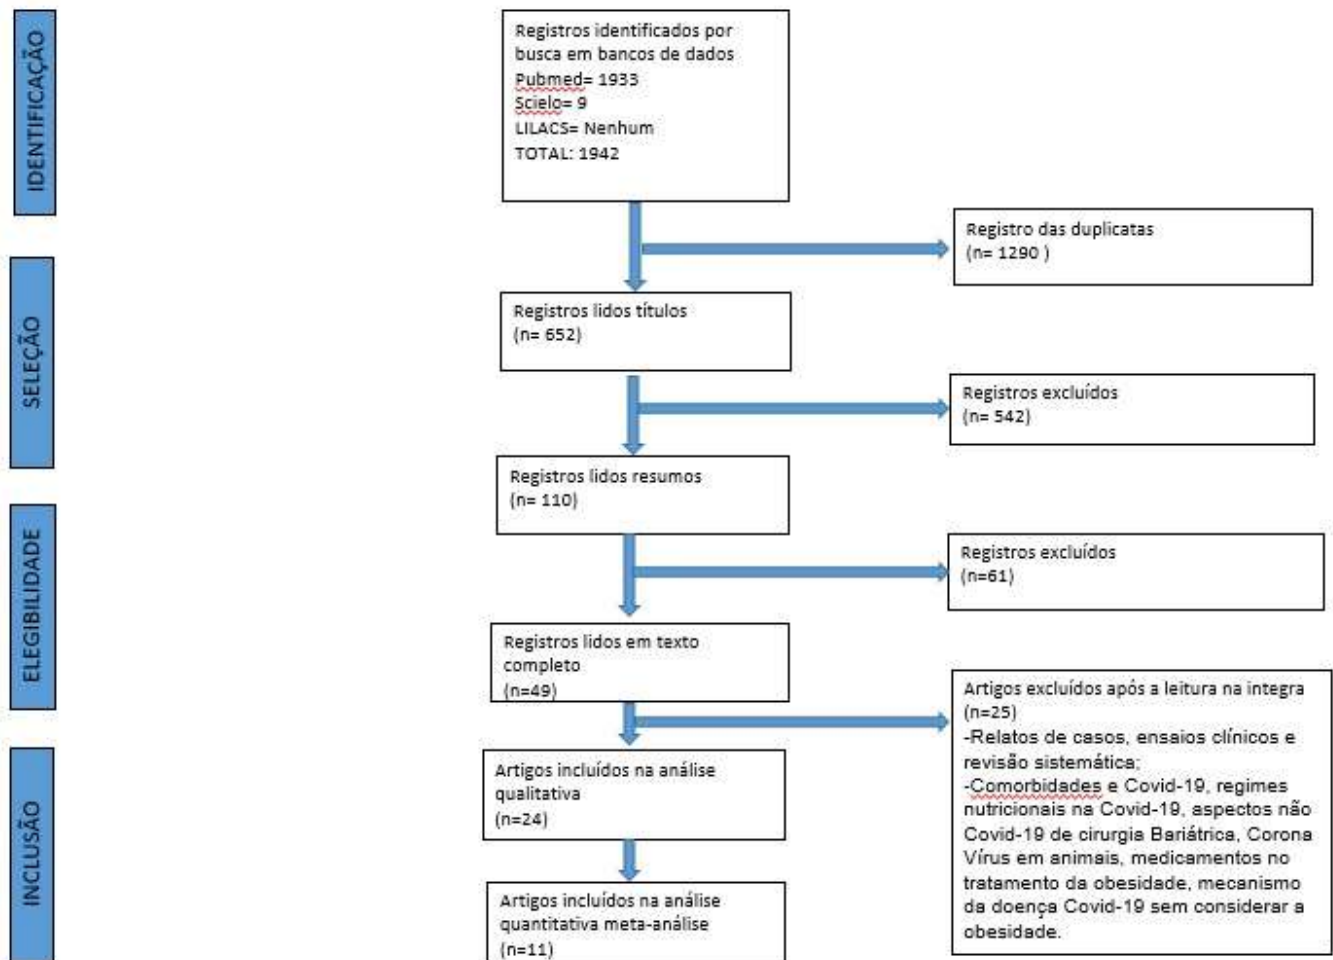 IDENTIFICAÇÃO
Registros identificados por
busca em bancos de dados
Pubmed= 1933
Scielo= 9
LILACS= Nenhum
TOTAL: 1942
Registro das duplicatas
(n= 1290 )
SELEÇÃO
Registros lidos títulos
(n= 652)
Registros excluídos
(n= 542)
Registros lidos resumos
(n= 110)
ELEGIBILIDADE
Registros excluídos
(n=61)
Registros lidos em texto
completo
(n=49)
Artigos excluídos após a leitura na integra
(n=25)
-Relatos de casos, ensaios clínicos e
revisão sistemática;
-Comorbidades e Covid-19, regimes
nutricionais na Covid-19, aspectos não
Covid-19 de cirurgia Bariátrica, Corona
Vírus em animais, medicamentos no
tratamento da obesidade, mecanismo
da doença Covid-19 sem considerar a
obesidade.
INCLUSÃO
Artigos incluídos na análise
qualitativa
(n=24)
Artigos incluídos na análise
quantitativa meta-análise
(n=11)